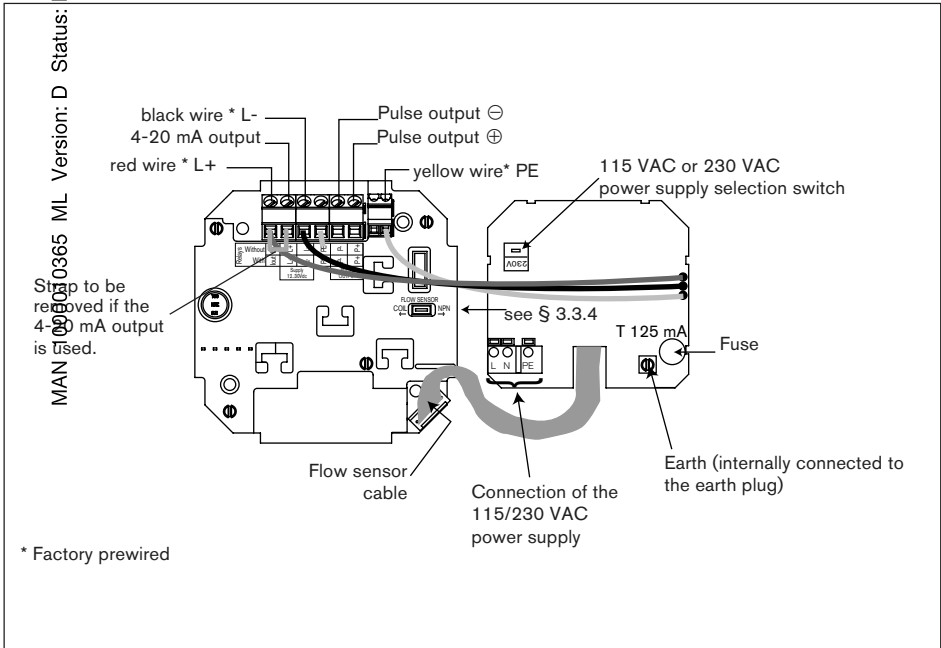 MAN 1000010365 ML Version: D Status:
black wire * L-
4-20 mA output
red wire * L+
Pulse output ⊖
Pulse output ⊕
yellow wire* PE
115 VAC or 230 VAC
power supply selection switch
230V
Relays
Without
With
Iout
L+
L+
PE
P+
P+
Supply
12..30Vdc
Strap to be
removed if the
4-20 mA output
is used.
FLOW SENSOR
COIL
NPN
see § 3.3.4
T 125 mA
Fuse
L N PE
Flow sensor
cable
Connection of the
115/230 VAC
power supply
Earth (internally connected to
the earth plug)
* Factory prewired